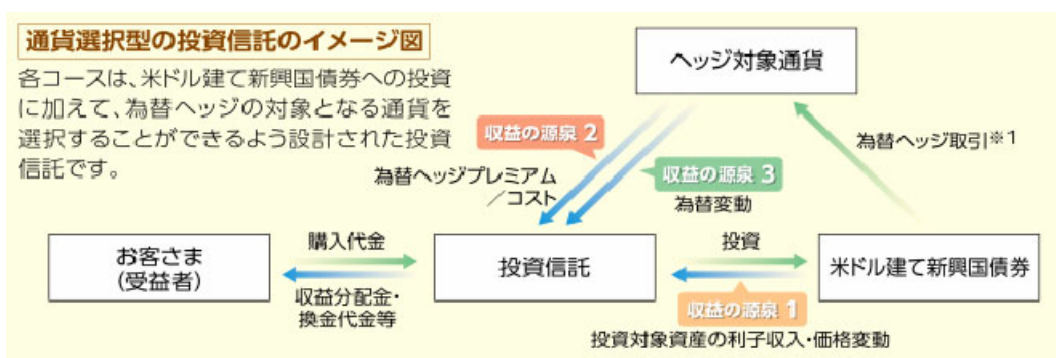 通貨選択型の投資信託のイメージ図
各コースは、米ドル建て新興国債券への投資
に加えて、為替ヘッジの対象となる通貨を
選択することができるよう設計された投資
信託です。
ヘッジ対象通貨
収益の源泉 2
為替ヘッジプレミアム
／コスト
収益の源泉 3
為替変動
為替ヘッジ取引※1
お客さま
(受益者)
購入代金
収益分配金・
換金代金等
投資信託
投資
収益の源泉 1
投資対象資産の利子収入・価格変動
米ドル建て新興国債券